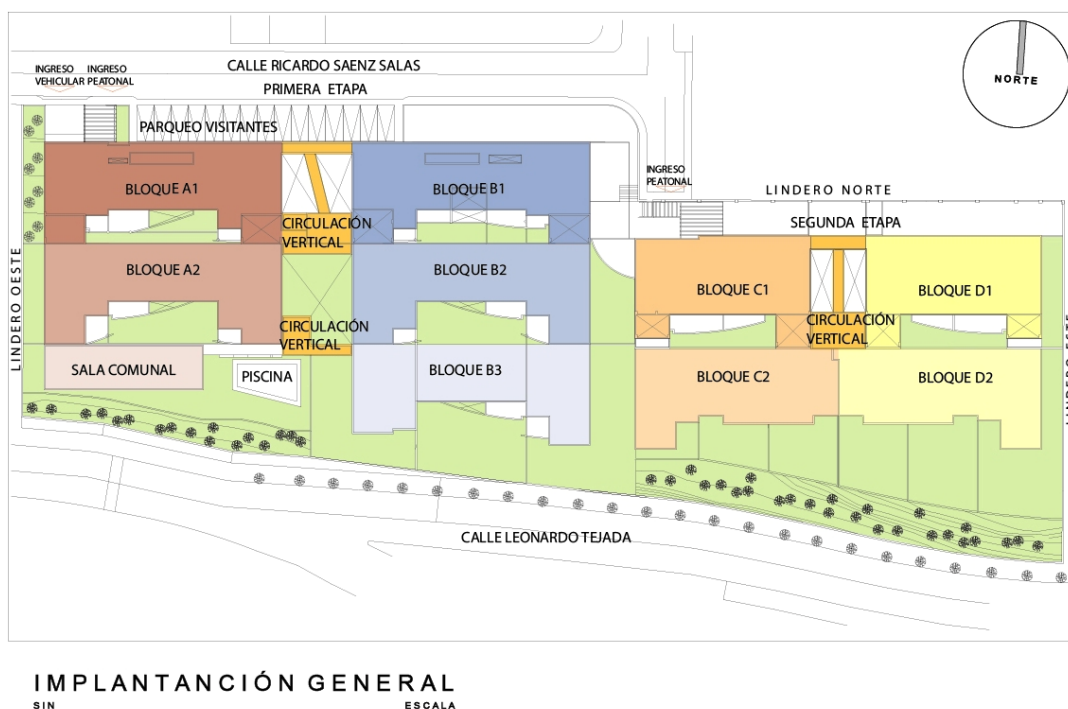 CALLE RICARDO SAENZ SALAS
INGRESO
VEHICULAR
INGRESO
PEATONAL
PRIMERA ETAPA
NORTE
PARQUEO VISITANTES
BLOQUE A1
BLOQUE B1
INGRESO
PEATONAL
LINDERO NORTE
CIRCULACIÓN
VERTICAL
SEGUNDA ETAPA
LINDERO OESTE
BLOQUE A2
BLOQUE B2
BLOQUE C1
BLOQUE D1
CIRCULACIÓN
VERTICAL
CIRCULACIÓN
VERTICAL
LINDERO ESTE
SALA COMUNAL
PISCINA
BLOQUE B3
BLOQUE C2
BLOQUE D2
CALLE LEONARDO TEJADA
IMPLANTANCIÓN GENERAL
SIN ESCALA